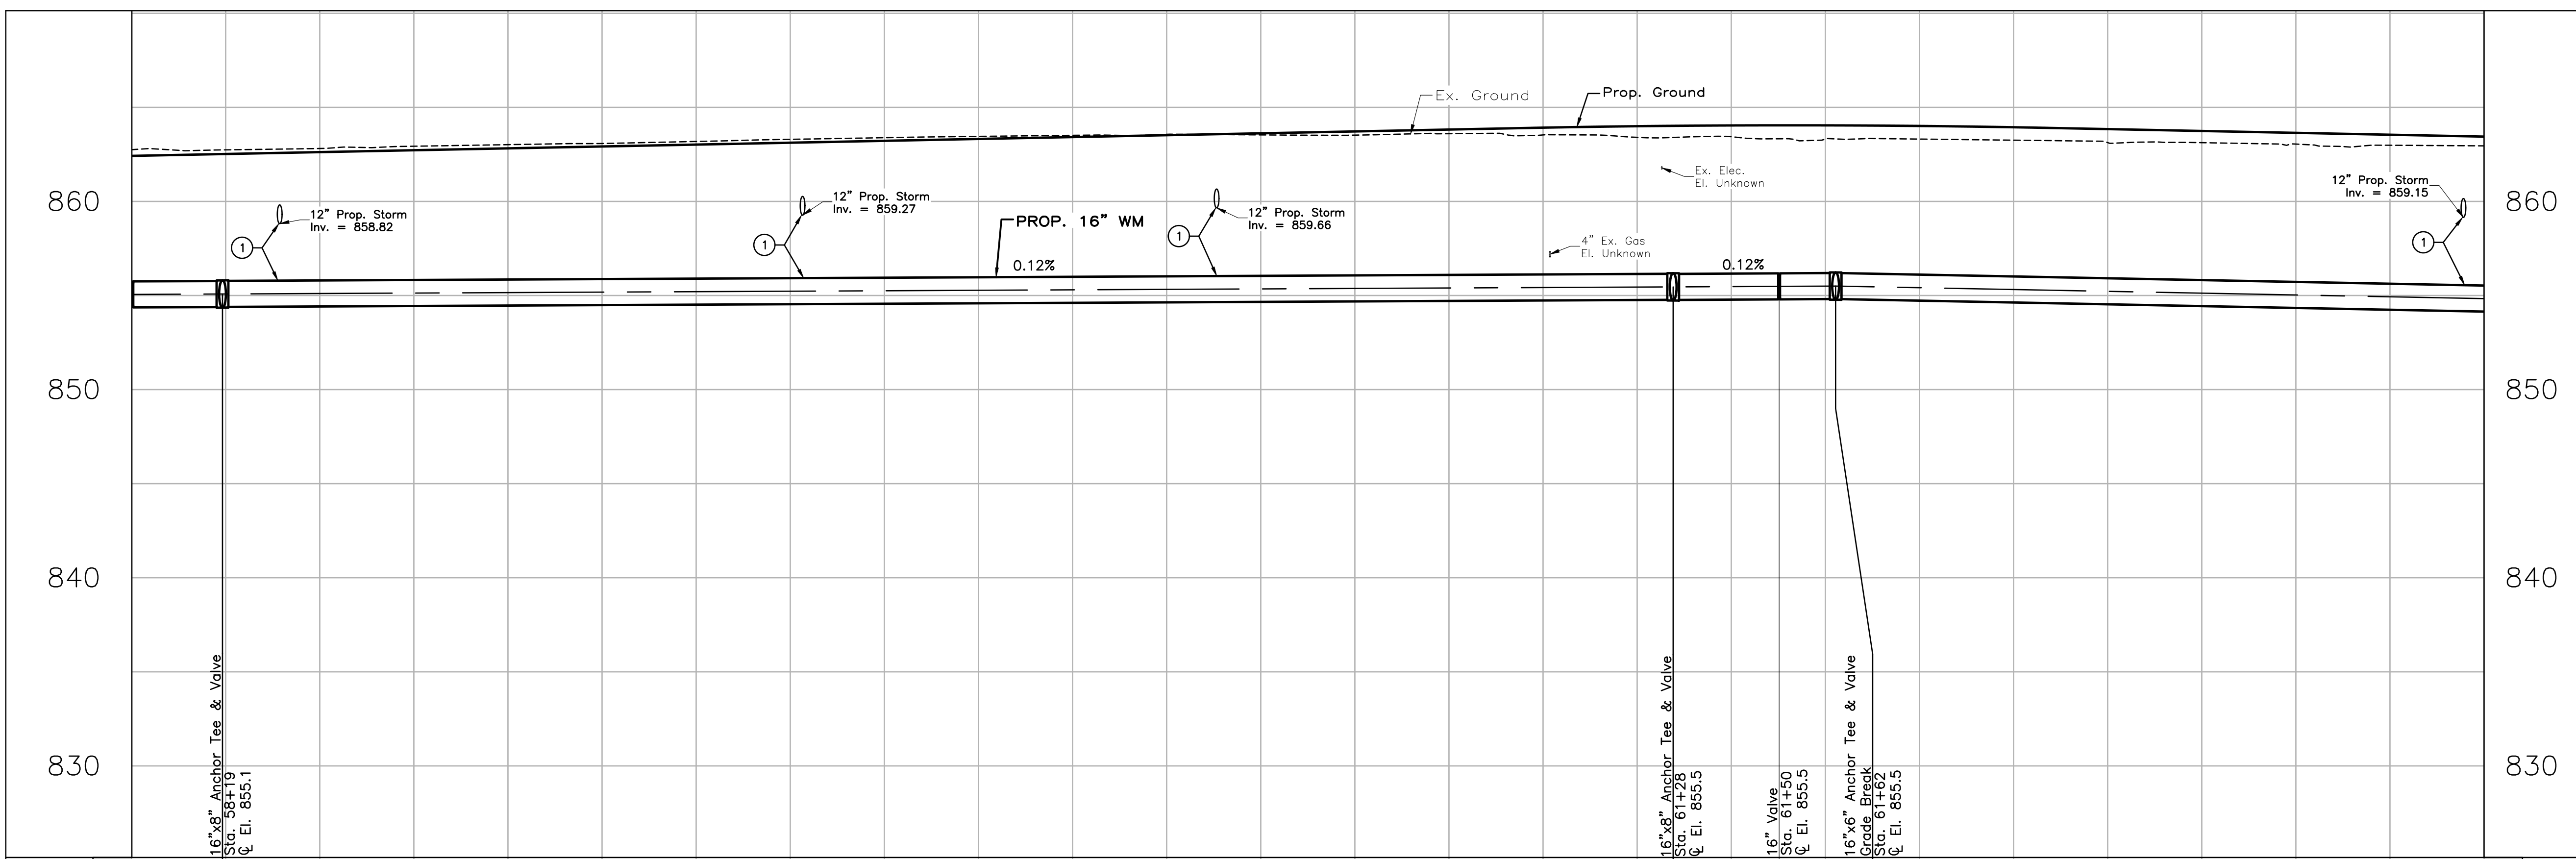 Ex. Ground
Prop. Ground
860
12" Prop. Storm
Inv. = 858.82
1
12" Prop. Storm
Inv. = 859.27
1
PROP. 16" WM
0.12%
12" Prop. Storm
Inv. = 859.66
1
4" Ex. Gas
El. Unknown
Ex. Elec.
El. Unknown
0.12%
12" Prop. Storm
Inv. = 859.15
1
860
850
850
840
840
830
830
16"x8" Anchor Tee & Valve
Sta. 58+19
℄ El. 855.1
16"x8" Anchor Tee & Valve
Sta. 61+28
℄ El. 855.5
16" Valve
Sta. 61+50
℄ El. 855.5
16"x6" Anchor Tee & Valve
Grade Break
Sta. 61+62
℄ El. 855.5